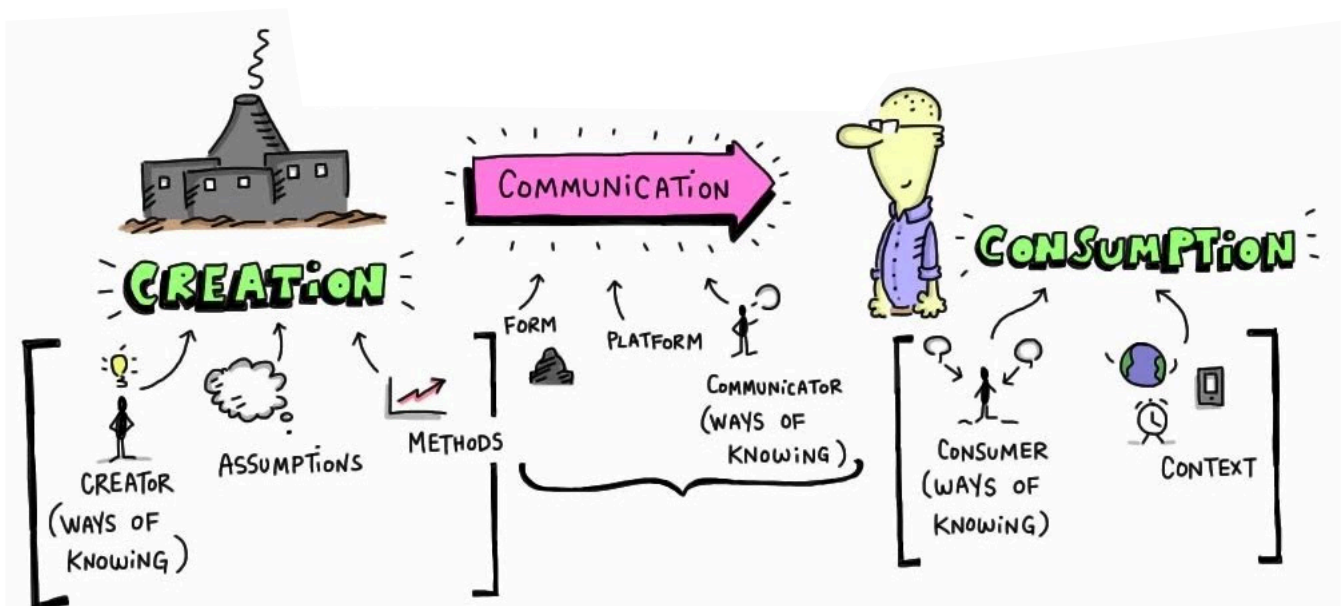 COMMUNiCATiON
CREATiON
CONSUMPTiON
CREATOR
(WAYS OF
KNOWiNG)
ASSUMPTiONS
METHODS
FORM
PLATFORM
COMMUNiCATOR
(WAYS OF
KNOWiNG)
CONSUMER
(WAYS OF
KNOWiNG)
CONTEXT